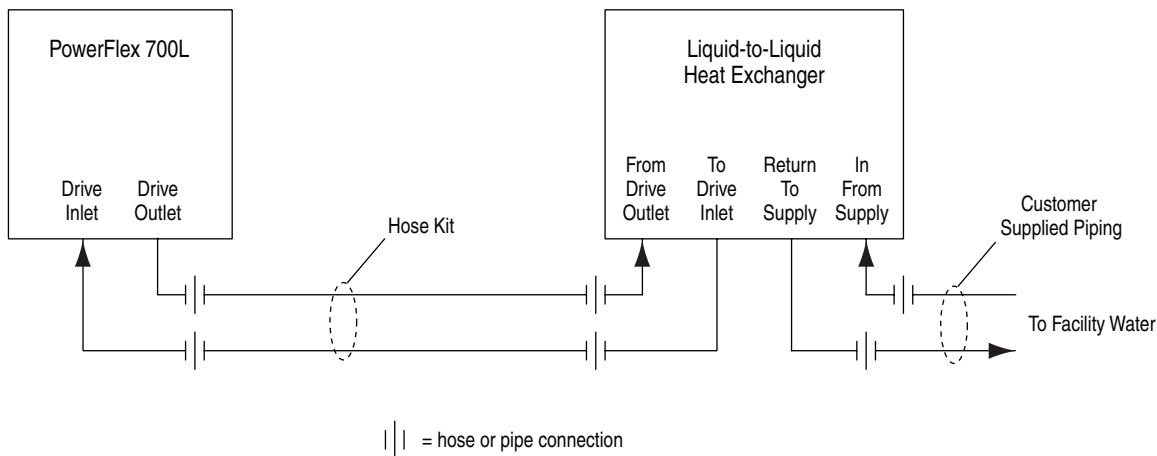 PowerFlex 700L
Liquid-to-Liquid
Heat Exchanger
Drive
Inlet
Drive
Outlet
From
Drive
Outlet
To
Drive
Inlet
Return
To
Supply
In
From
Supply
Hose Kit
Customer
Supplied Piping
To Facility Water
= hose or pipe connection